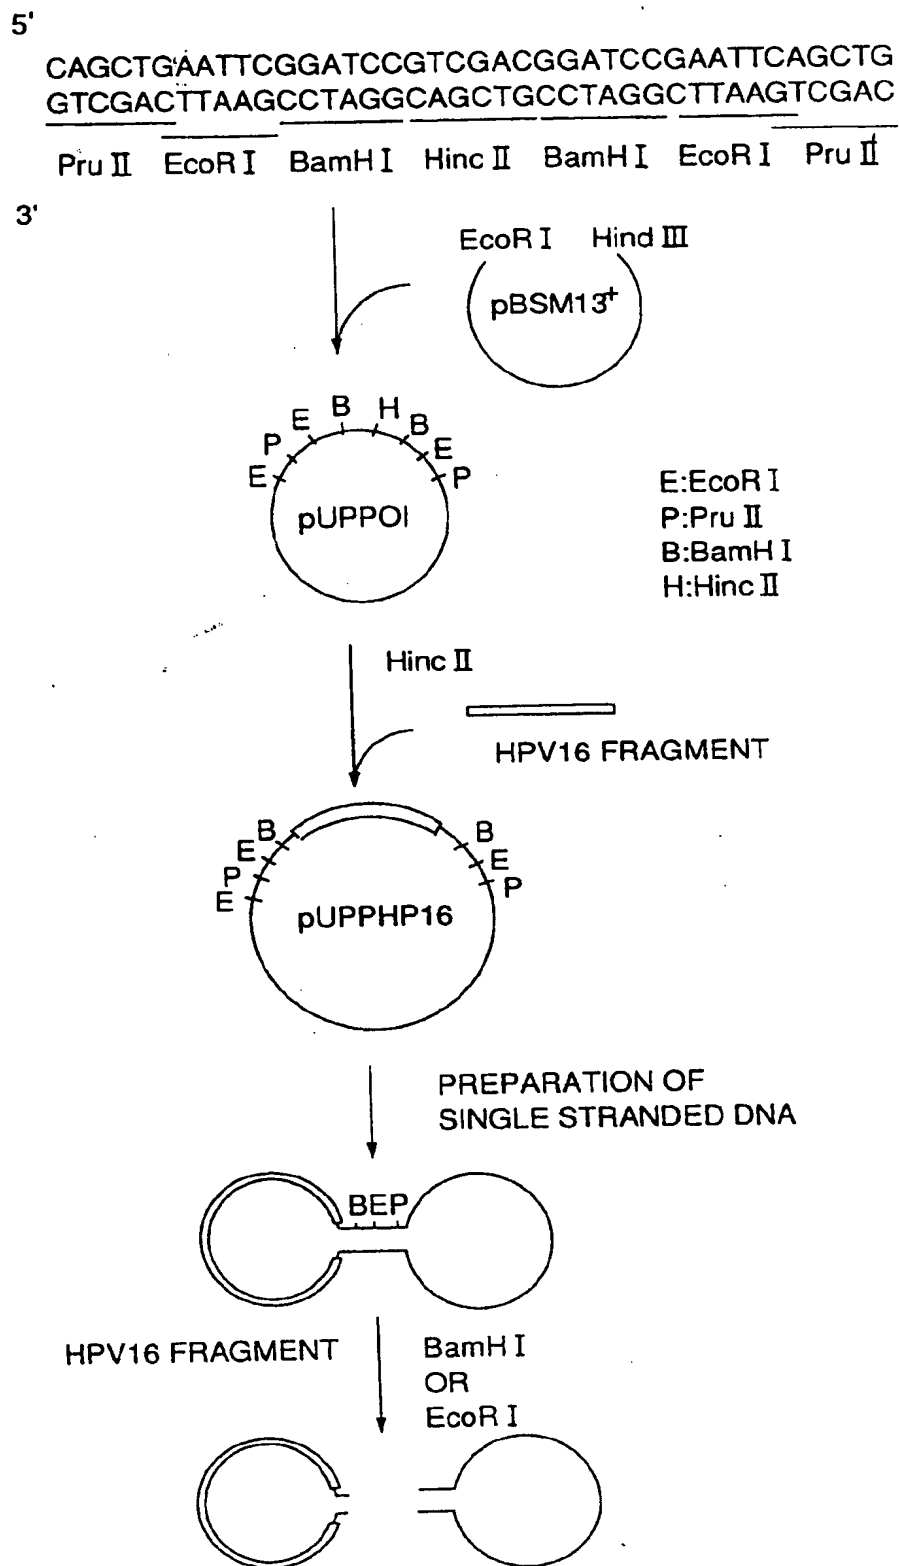 5'
CAGCTGAATTCGGATCCGTCGACGGATCCGAATTCAGCTG
GTCGACTTAAGCCTAGGCAGCTGCCTAGGCTTAAGTCGAC
Pru II EcoR I BamH I Hinc II BamH I EcoR I Pru II
3'
EcoR I Hind III
pBSM13+
E P E B H B E P
pUPPOI
E:EcoR I
P:Pru II
B:BamH I
H:Hinc II
Hinc II
HPV16 FRAGMENT
E P E B B E P
pUPPHP16
PREPARATION OF
SINGLE STRANDED DNA
BEP
HPV16 FRAGMENT
BamH I
OR
EcoR I